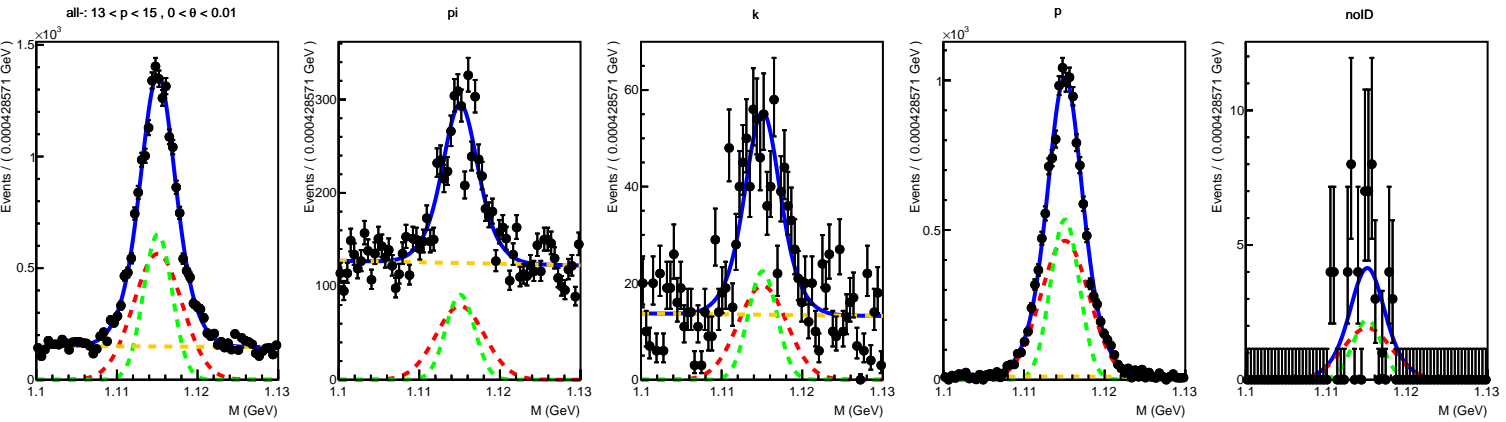 all-: 13 < p < 15 , 0 < θ < 0.01
×10³
Events / ( 0.000428571 GeV )
1.5
1
0.5
0
1.1 1.11 1.12 1.13
M (GeV)
pi
Events / ( 0.000428571 GeV )
300
200
100
0
1.1 1.11 1.12 1.13
M (GeV)
k
Events / ( 0.000428571 GeV )
60
40
20
0
1.1 1.11 1.12 1.13
M (GeV)
p
×10³
Events / ( 0.000428571 GeV )
1
0.5
0
1.1 1.11 1.12 1.13
M (GeV)
noID
Events / ( 0.000428571 GeV )
10
5
0
1.1 1.11 1.12 1.13
M (GeV)